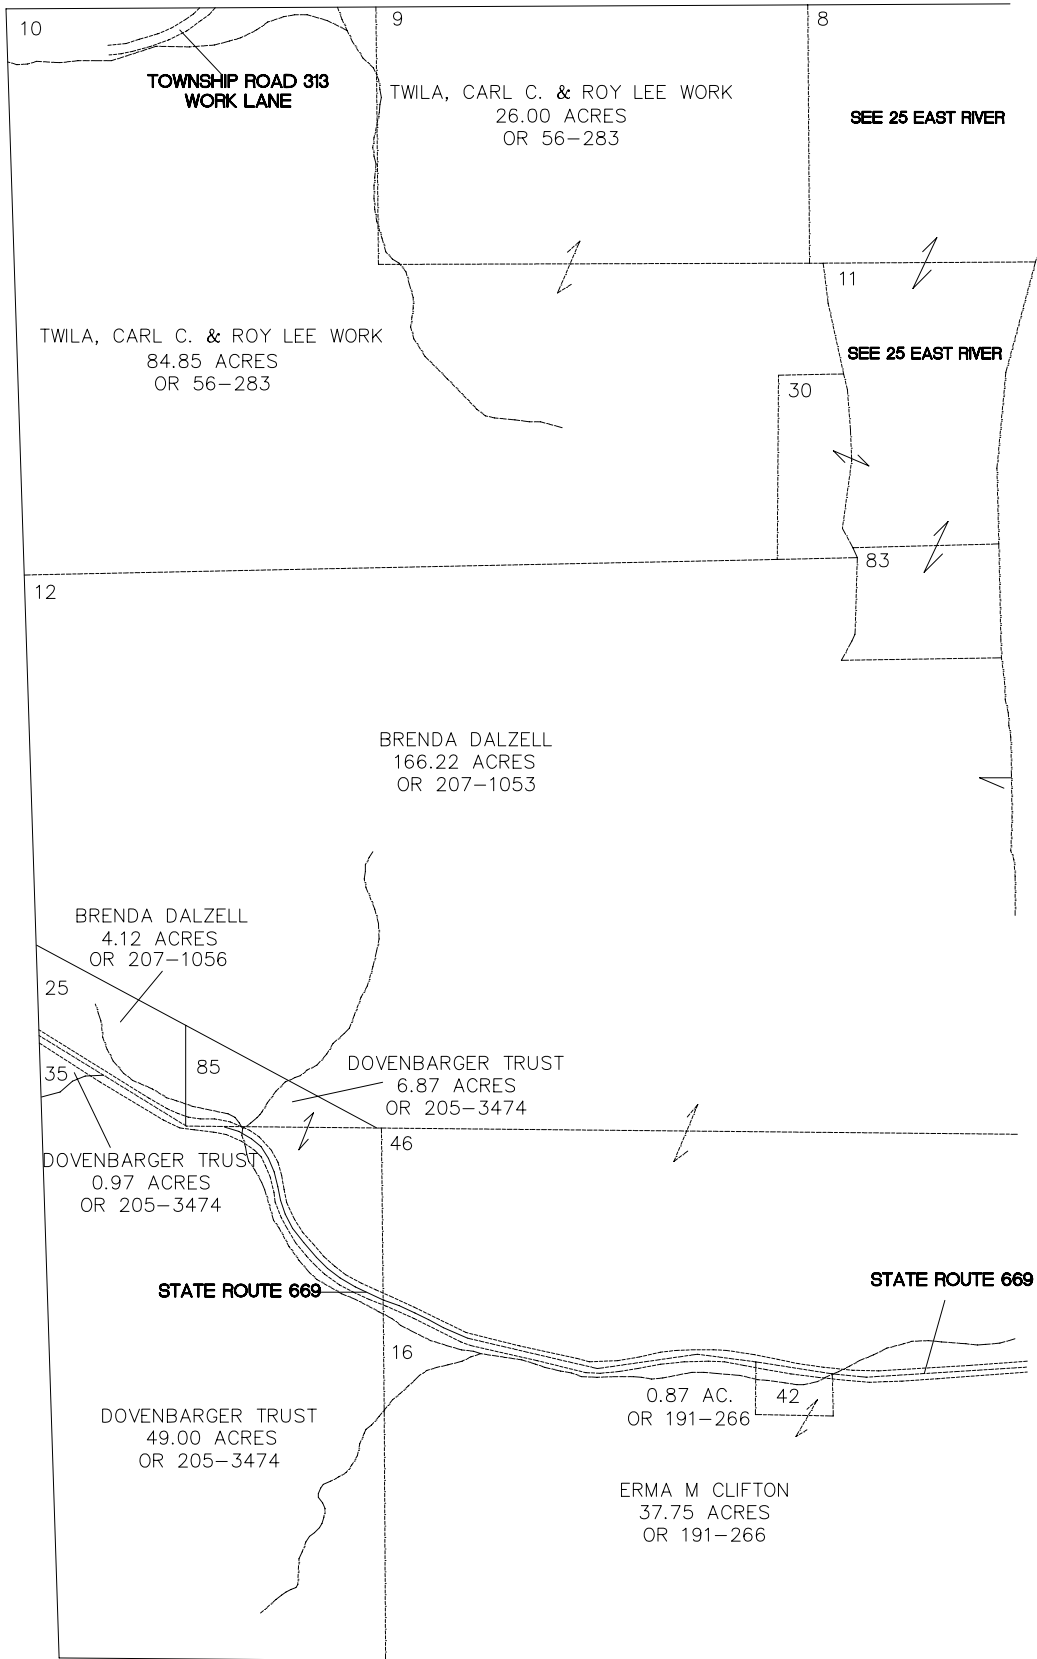 10
9
8
TOWNSHIP ROAD 313
WORK LANE
TWILA, CARL C. & ROY LEE WORK
26.00 ACRES
OR 56-283
SEE 25 EAST RIVER
11
TWILA, CARL C. & ROY LEE WORK
84.85 ACRES
OR 56-283
SEE 25 EAST RIVER
30
83
12
BRENDA DALZELL
166.22 ACRES
OR 207-1053
BRENDA DALZELL
4.12 ACRES
OR 207-1056
25
85
35
DOVENBARGER TRUST
6.87 ACRES
OR 205-3474
46
DOVENBARGER TRUST
0.97 ACRES
OR 205-3474
STATE ROUTE 669
STATE ROUTE 669
16
0.87 AC.
OR 191-266
42
DOVENBARGER TRUST
49.00 ACRES
OR 205-3474
ERMA M CLIFTON
37.75 ACRES
OR 191-266